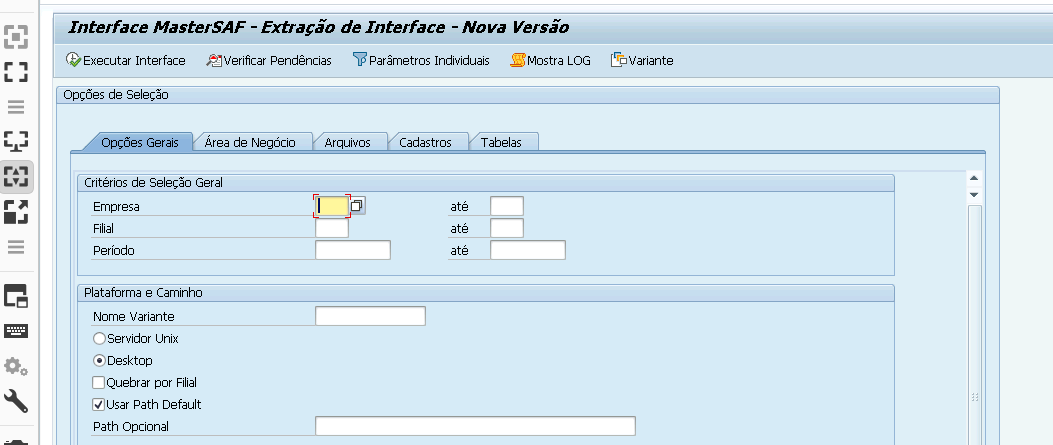 Interface MasterSAF - Extração de Interface - Nova Versão
Executar Interface Verificar Pendências Parâmetros Individuais Mostra LOG Variante
Opções de Seleção
Opções Gerais Área de Negócio Arquivos Cadastros Tabelas
Critérios de Seleção Geral
Empresa até
Filial até
Período até
Plataforma e Caminho
Nome Variante
Servidor Unix
Desktop
Quebrar por Filial
Usar Path Default
Path Opcional